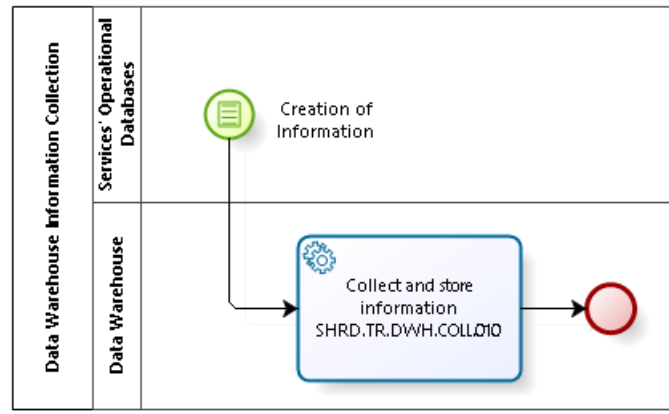 Data Warehouse Information Collection
Services' Operational
Databases
Creation of
Information
Data Warehouse
Collect and store
information
SHRD.TR.DWH.COLL.010